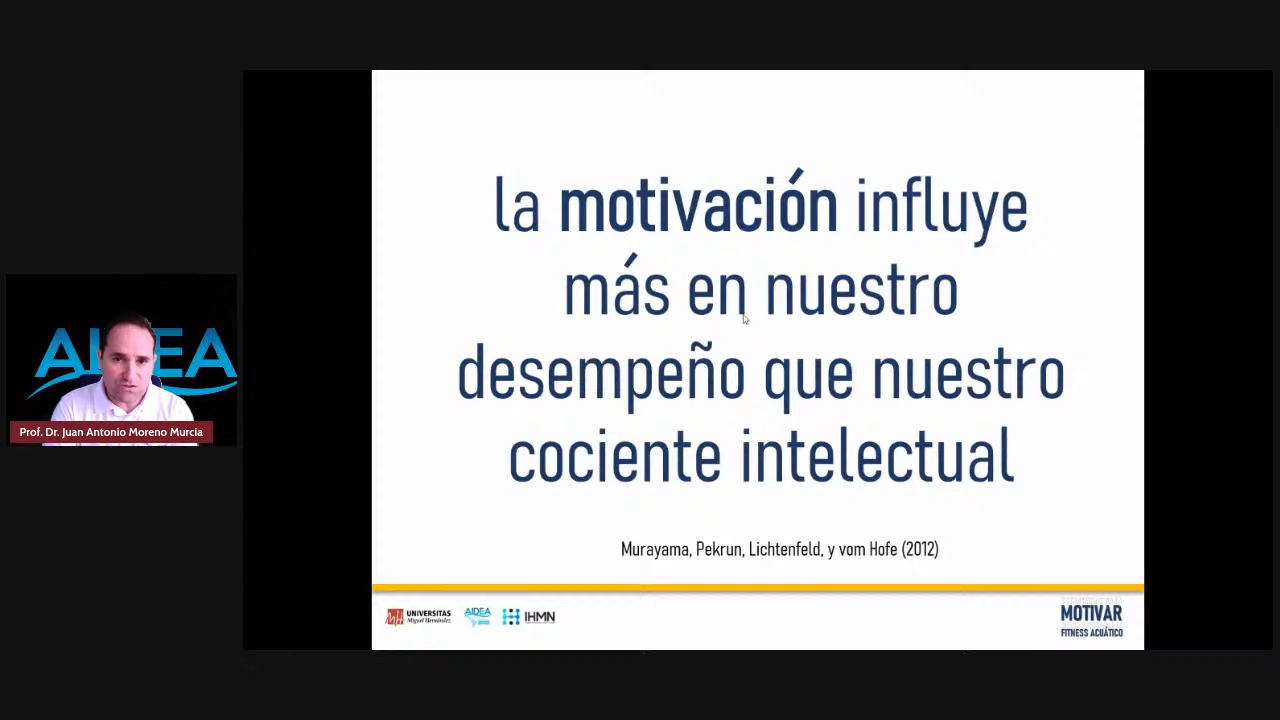 la motivación influye
más en nuestro
desempeño que nuestro
cociente intelectual
Murayama, Pekrun, Lichtenfeld, y vom Hofe (2012)
AIDEA
Prof. Dr. Juan Antonio Moreno Murcia
UNIVERSITAS
Miguel Hernández
AIDEA
IHMN
MOTIVAR
FITNESS ACUÁTICO